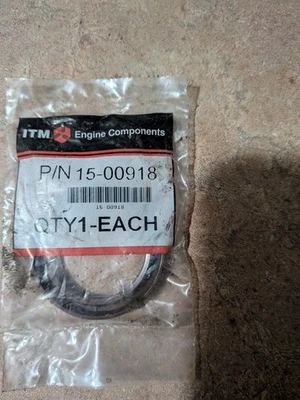 ITM Engine Components
P/N 15-00918
15 00918
QTY1-EACH